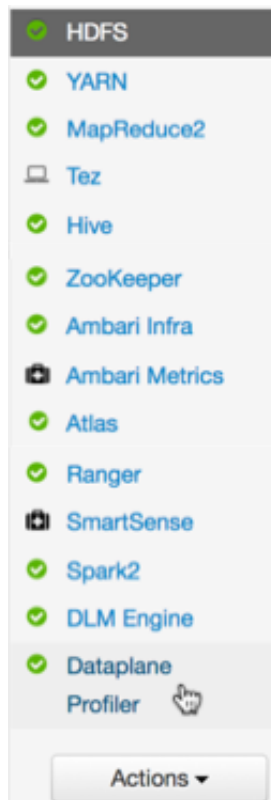 HDFS
YARN
MapReduce2
Tez
Hive
ZooKeeper
Ambari Infra
Ambari Metrics
Atlas
Ranger
SmartSense
Spark2
DLM Engine
Dataplane
Profiler
Actions